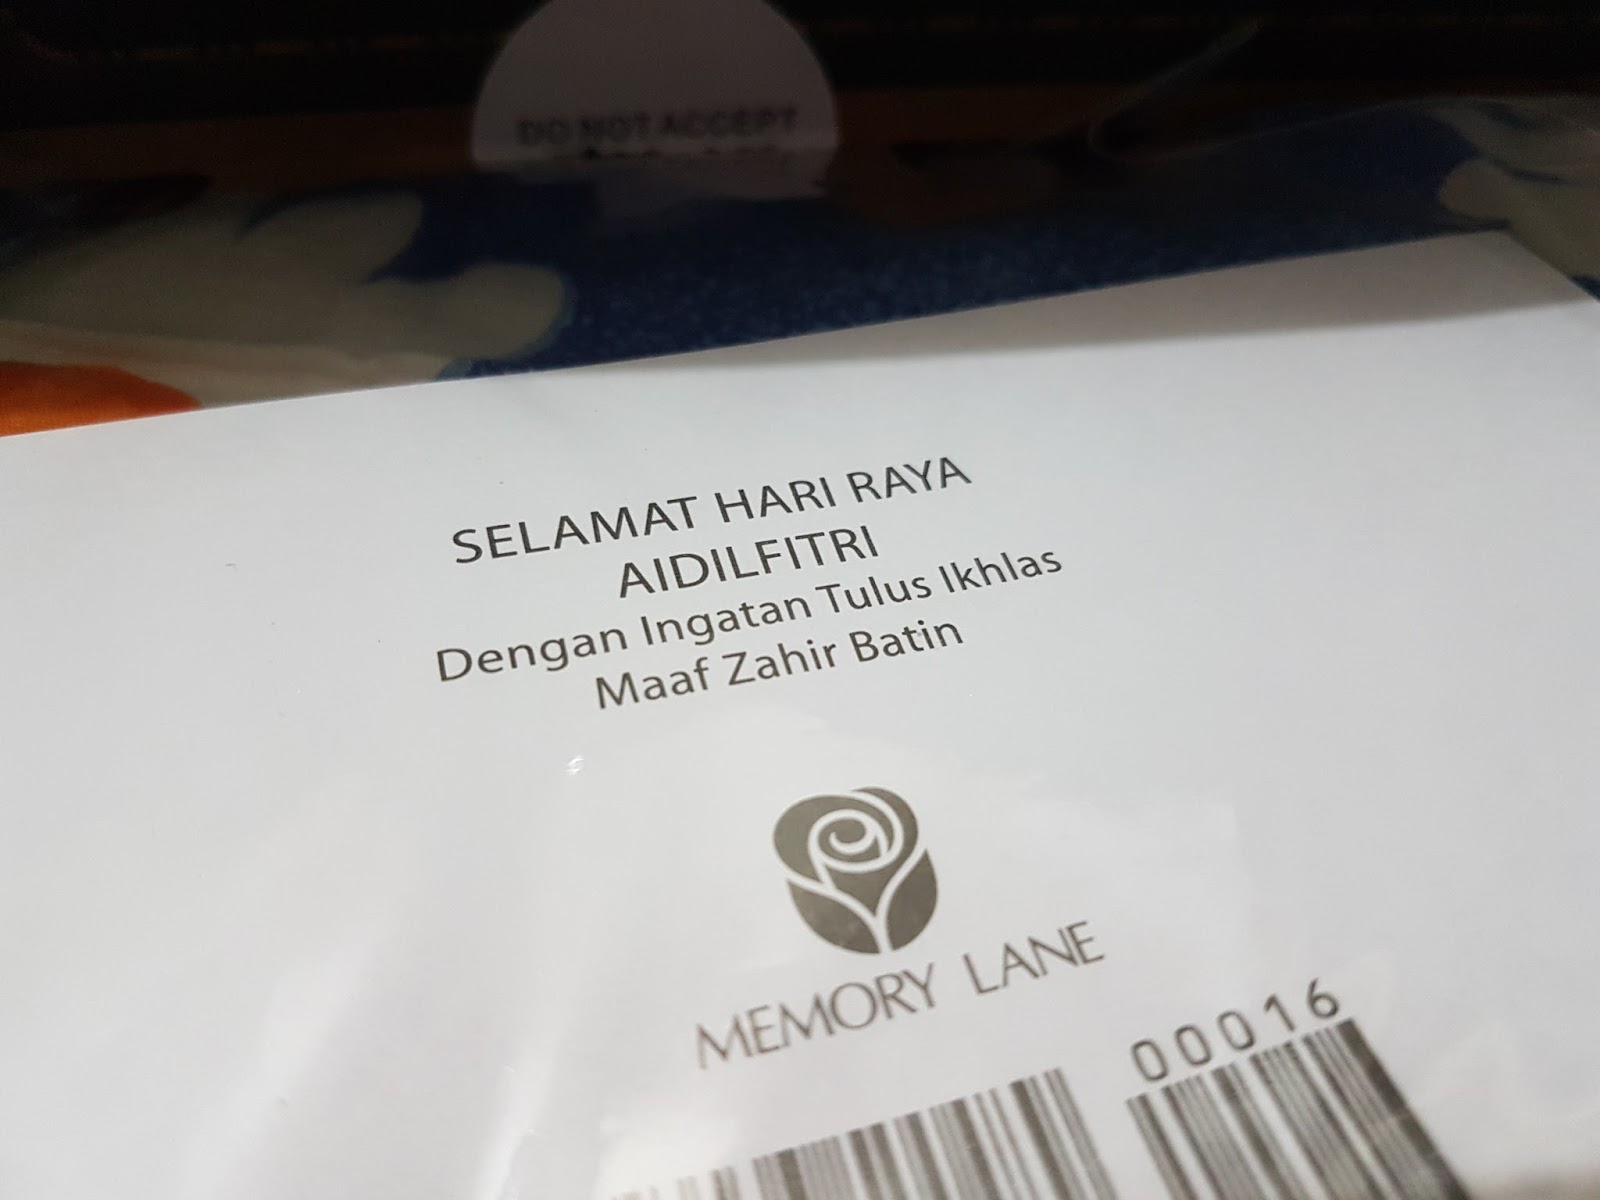 DO NOT ACCEPT
SELAMAT HARI RAYA
AIDILFITRI
Dengan Ingatan Tulus Ikhlas
Maaf Zahir Batin
MEMORY LANE
00016